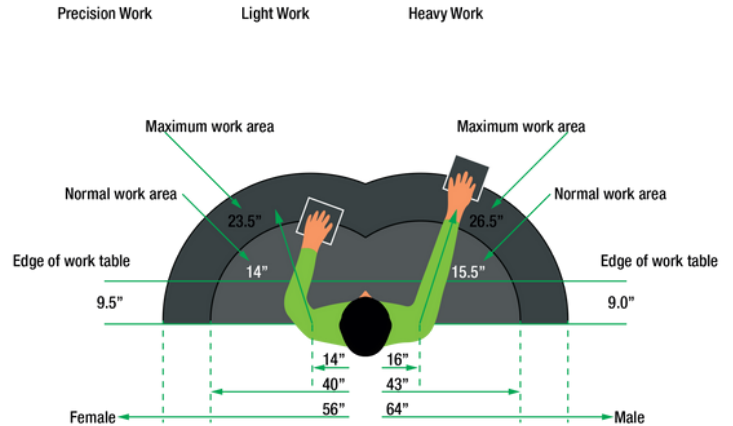 Precision Work Light Work Heavy Work
Maximum work area Maximum work area
Normal work area Normal work area
23.5” 26.5”
Edge of work table 14” 15.5” Edge of work table
9.5” 9.0”
14” 16”
40” 43”
56” 64”
Female Male